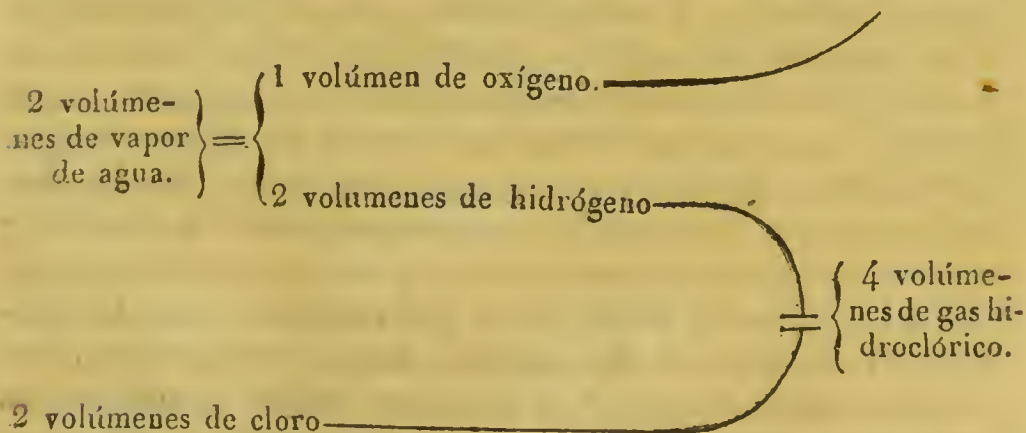 1 volúmen de oxígeno.
2 volúme-
nes de vapor
de agua.
=
2 volumenes de hidrógeno
4 volúme-
nes de gas hi-
droclórico.
2 volúmenes de cloro